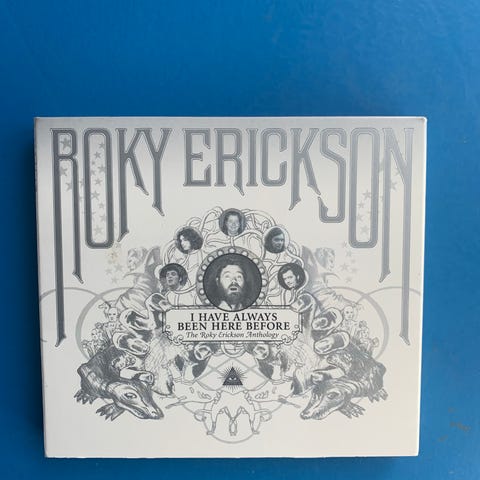 ROKY ERICKSON
I HAVE ALWAYS
BEEN HERE BEFORE
The Roky Erickson Anthology